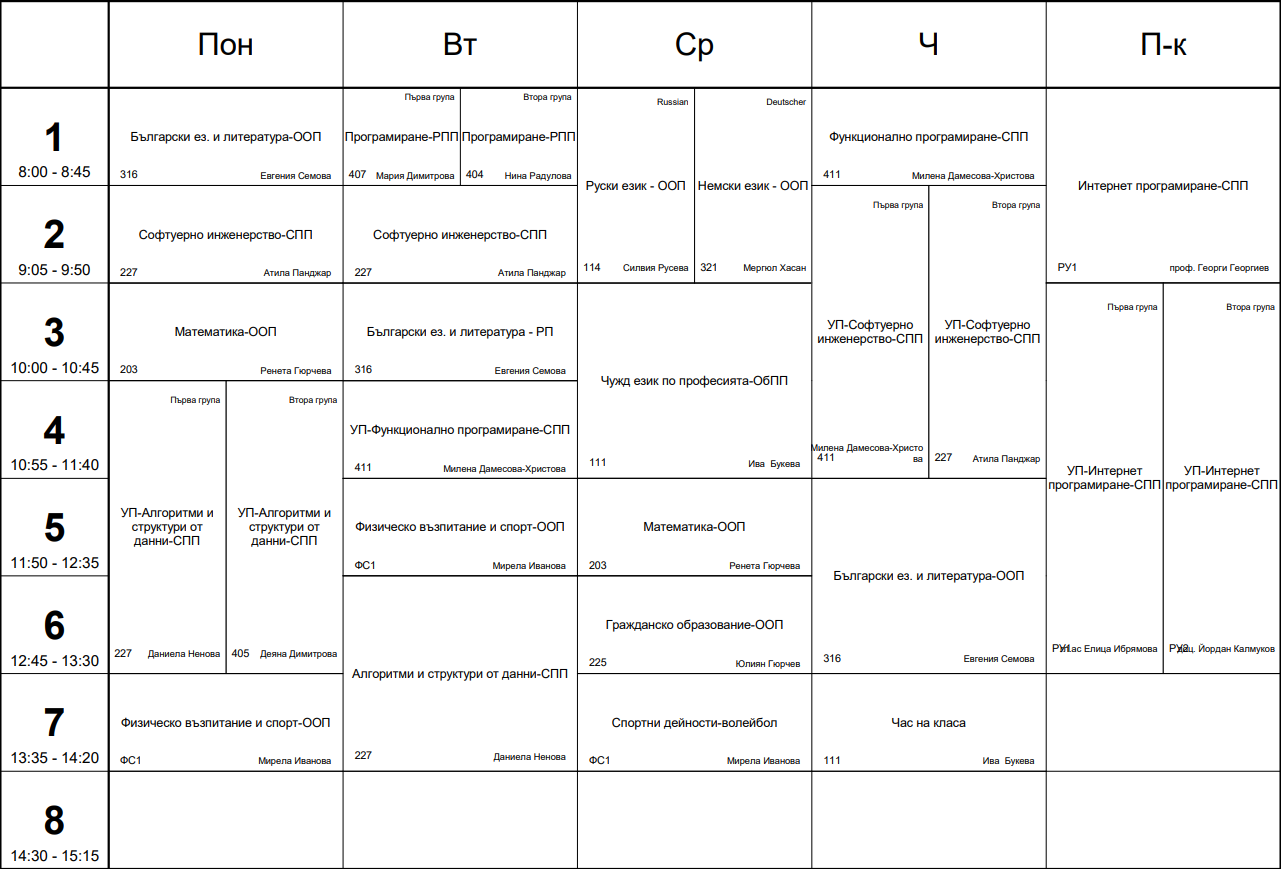 Пон
Вт
Ср
Ч
П-к
1
8:00 - 8:45
Български ез. и литература-ООП
316
Евгения Семова
Първа група
Програмиране-РПП
407
Мария Димитрова
Втора група
Програмиране-РПП
404
Нина Радулова
Russian
Руски език - ООП
114
Силвия Русева
Deutscher
Немски език - ООП
321
Мергюл Хасан
Функционално програмиране-СПП
411
Милена Дамесова-Христова
Интернет програмиране-СПП
РУ1
проф. Георги Георгиев
2
9:05 - 9:50
Софтуерно инженерство-СПП
227
Атила Панджар
Софтуерно инженерство-СПП
227
Атила Панджар
Първа група
УП-Софтуерно
инженерство-СПП
Милена Дамесова-Христо
ва
411
Втора група
УП-Софтуерно
инженерство-СПП
227
Атила Панджар
3
10:00 - 10:45
Математика-ООП
203
Ренета Гюрчева
Български ез. и литература - РП
316
Евгения Семова
Чужд език по професията-ОбПП
111
Ива Букева
Първа група
УП-Интернет
програмиране-СПП
РУ1
Елица Ибрямова
Втора група
УП-Интернет
програмиране-СПП
РУ2
Йордан Калмуков
4
10:55 - 11:40
Първа група
УП-Алгоритми и
структури от
данни-СПП
227
Даниела Ненова
Втора група
УП-Алгоритми и
структури от
данни-СПП
405
Деяна Димитрова
УП-Функционално програмиране-СПП
411
Милена Дамесова-Христова
5
11:50 - 12:35
Физическо възпитание и спорт-ООП
ФС1
Мирела Иванова
Математика-ООП
203
Ренета Гюрчева
Български ез. и литература-ООП
316
Евгения Семова
6
12:45 - 13:30
Алгоритми и структури от данни-СПП
227
Даниела Ненова
Гражданско образование-ООП
225
Юлиян Гюрчев
7
13:35 - 14:20
Физическо възпитание и спорт-ООП
ФС1
Мирела Иванова
Спортни дейности-волейбол
ФС1
Мирела Иванова
Час на класа
111
Ива Букева
8
14:30 - 15:15